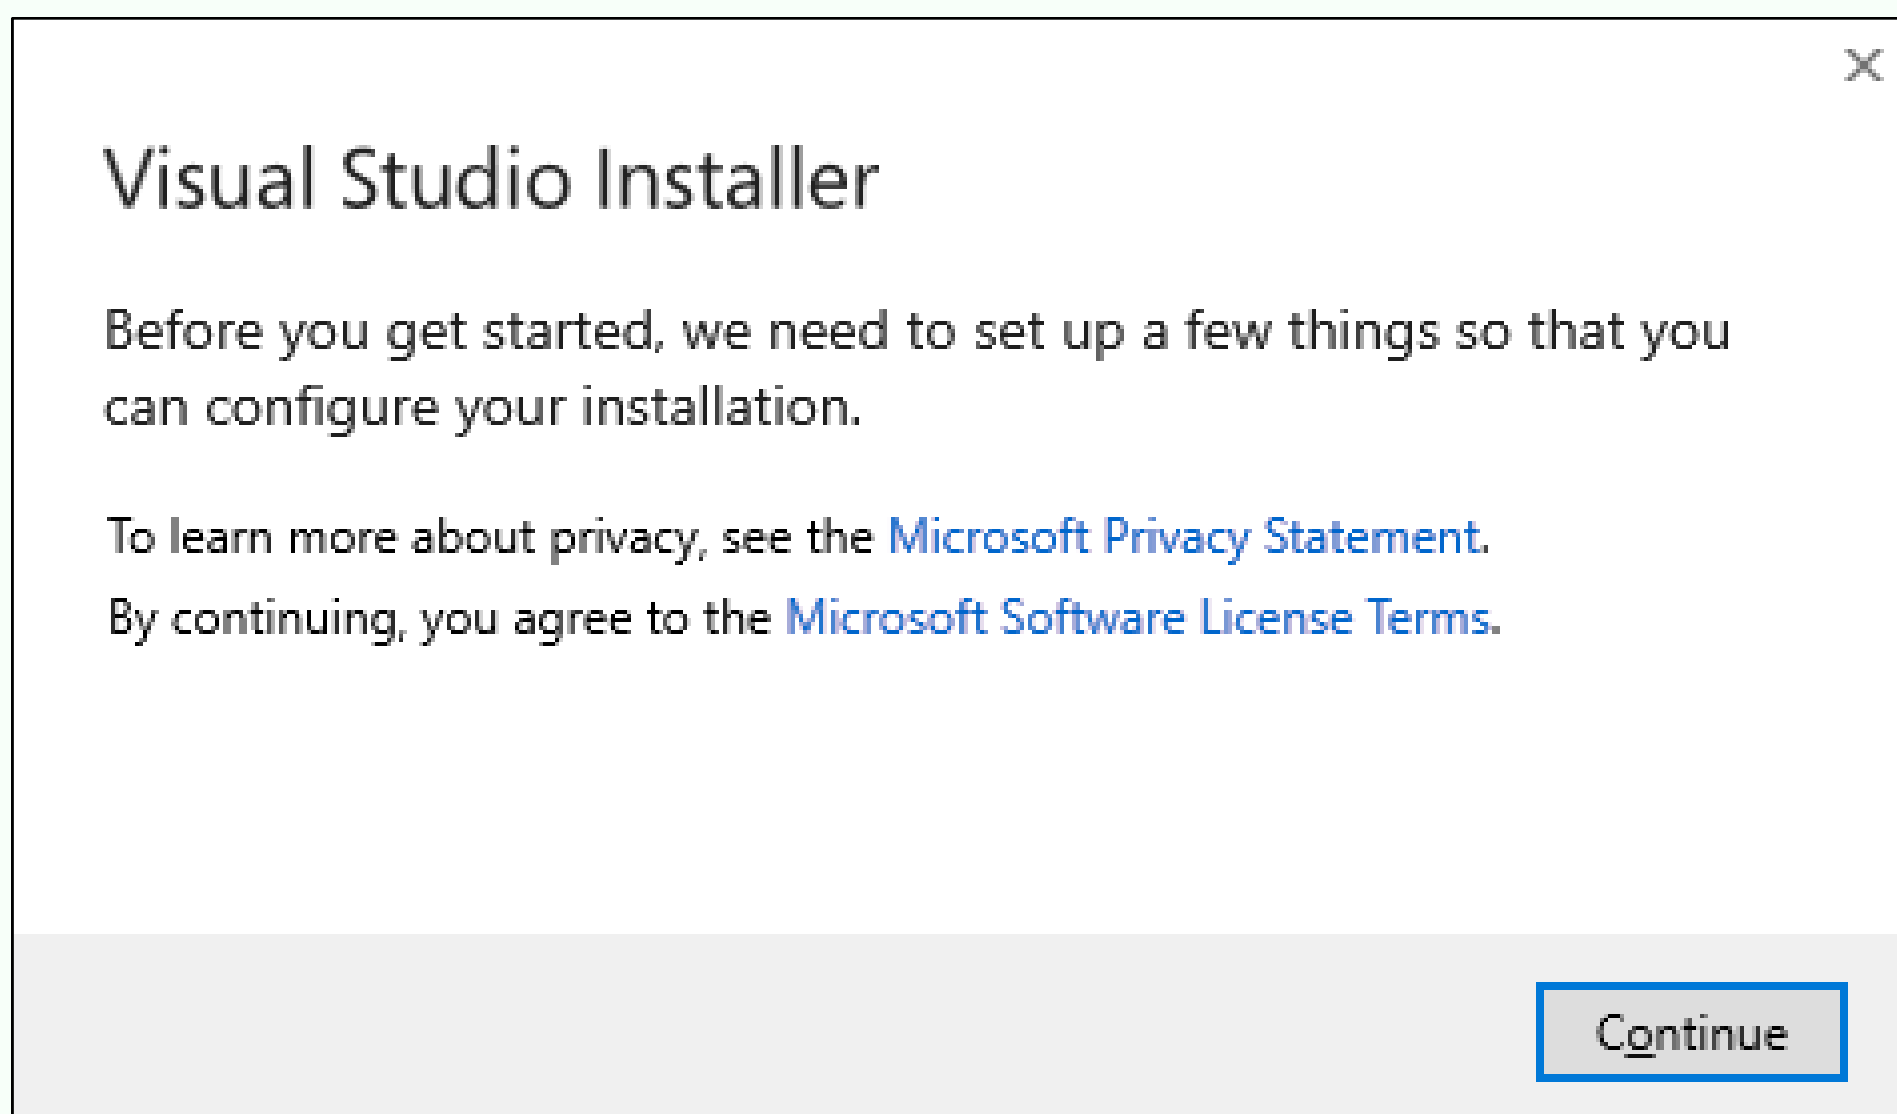 Visual Studio Installer
Before you get started, we need to set up a few things so that you
can configure your installation.
To learn more about privacy, see the Microsoft Privacy Statement.
By continuing, you agree to the Microsoft Software License Terms.
Continue